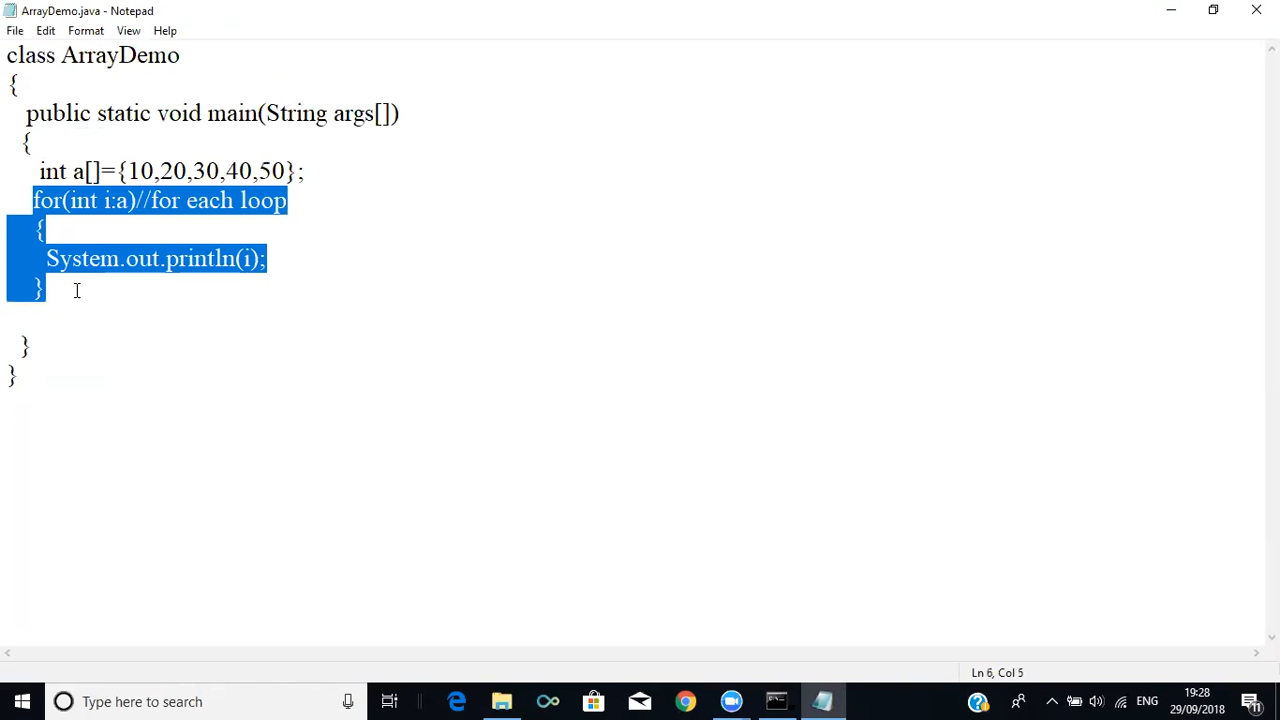 ArrayDemo.java - Notepad
File Edit Format View Help
class ArrayDemo
{
public static void main(String args[])
{
int a[]={10,20,30,40,50};
for(int i:a)//for each loop
{
System.out.println(i);
}
}
}
Ln 6, Col 5
Type here to search
ENG
19:28
29/09/2018
11